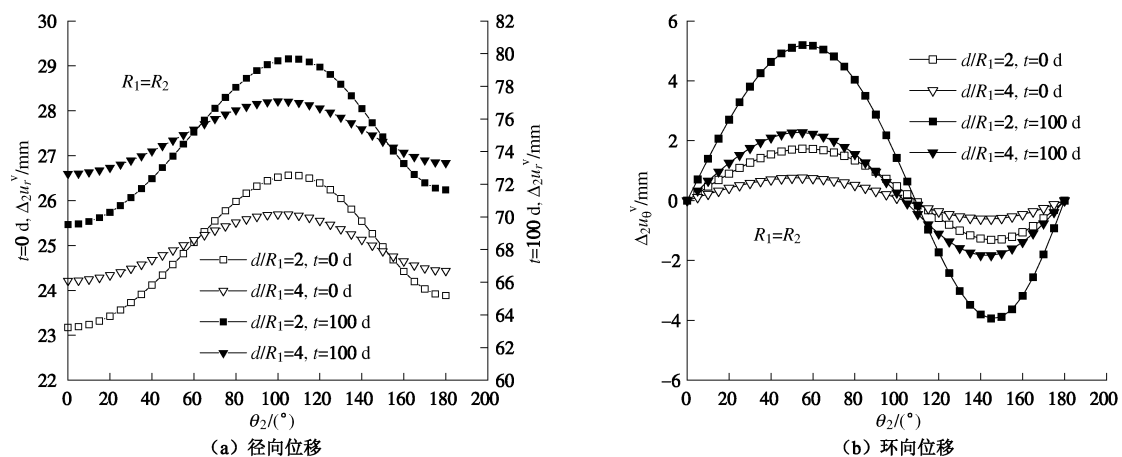 t=0 d, Δ₂uᵣᵛ/mm
30
29
28
27
26
25
24
23
22
R₁=R₂
d/R₁=2, t=0 d
d/R₁=4, t=0 d
d/R₁=2, t=100 d
d/R₁=4, t=100 d
82
80
78
76
74
72
70
68
66
64
62
60
t=100 d, Δ₂uᵣᵛ/mm
0 20 40 60 80 100 120 140 160 180 200
θ₂/(°)
(a) 径向位移
Δ₂u_θᵛ/mm
6
4
2
0
−2
−4
−6
d/R₁=2, t=0 d
d/R₁=4, t=0 d
d/R₁=2, t=100 d
d/R₁=4, t=100 d
R₁=R₂
0 20 40 60 80 100 120 140 160 180 200
θ₂/(°)
(b) 环向位移